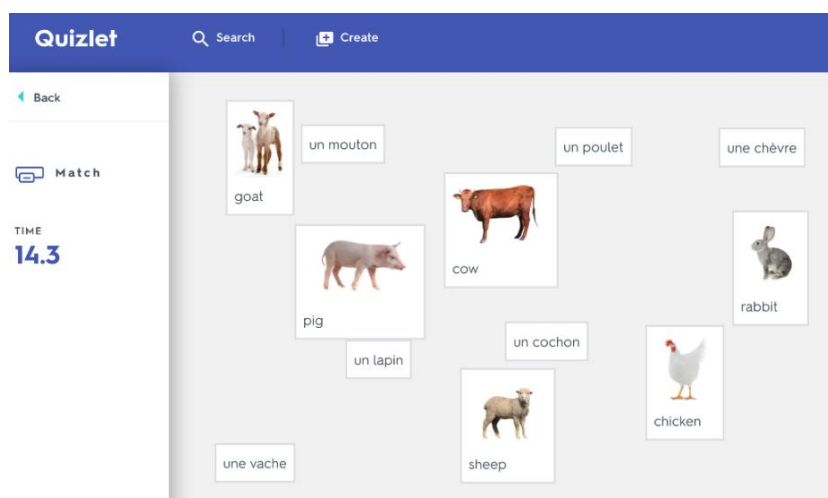 Quizlet
Search
Create
Back
Match
TIME
14.3
goat
un mouton
un poulet
une chèvre
cow
pig
rabbit
un lapin
un cochon
chicken
une vache
sheep